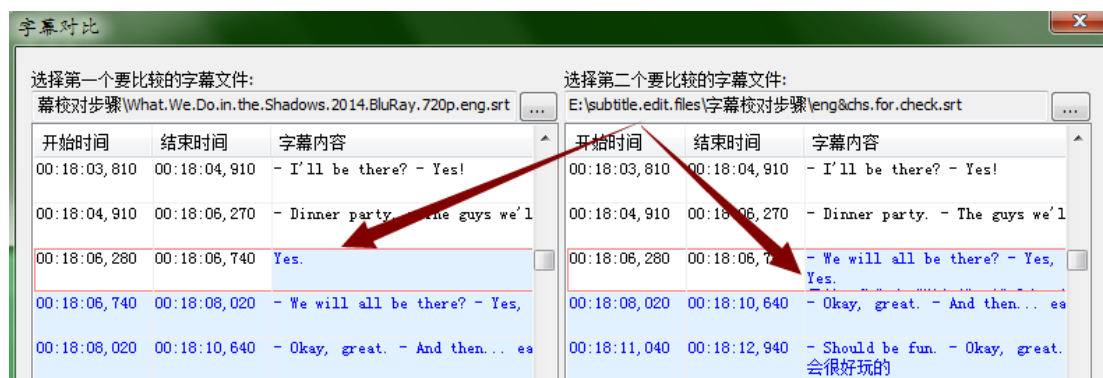 字幕对比
选择第一个要比较的字幕文件:
幕校对步骤\What.We.Do.in.the.Shadows.2014.BluRay.720p.eng.srt ...
开始时间 结束时间 字幕内容
00:18:03,810 00:18:04,910 - I'll be there? - Yes!
00:18:04,910 00:18:06,270 - Dinner party. - The guys we'l
00:18:06,280 00:18:06,740 Yes.
00:18:06,740 00:18:08,020 - We will all be there? - Yes,
00:18:08,020 00:18:10,640 - Okay, great. - And then... ea
选择第二个要比较的字幕文件:
E:\subtitle.edit.files\字幕校对步骤\eng&chs.for.check.srt ...
开始时间 结束时间 字幕内容
00:18:03,810 00:18:04,910 - I'll be there? - Yes!
00:18:04,910 00:18:06,270 - Dinner party. - The guys we'l
00:18:06,280 - We will all be there? - Yes,
Yes.
00:18:08,020 00:18:10,640 - Okay, great. - And then... ea
00:18:11,040 00:18:12,940 - Should be fun. - Okay, great.
会很好玩的